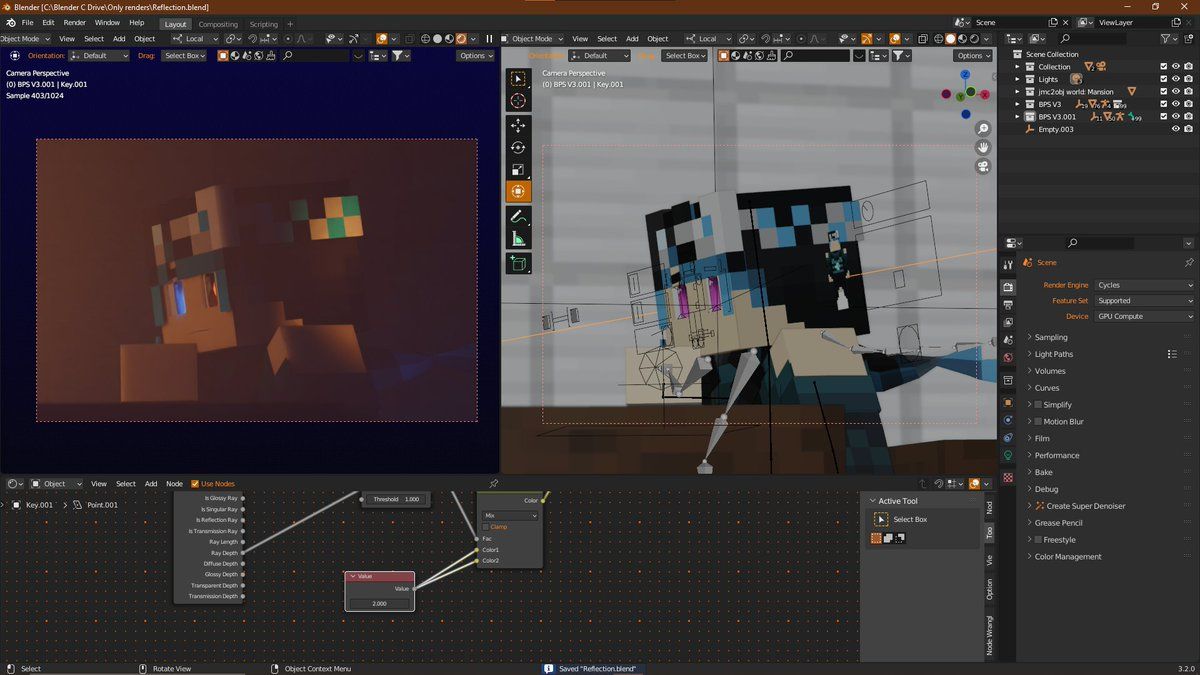 Blender [C:\Blender C Drive\Only renders\Reflection.blend]
File Edit Render Window Help Layout Compositing Scripting + Scene ViewLayer
Object Mode View Select Add Object Local
Orientation: Default Drag: Select Box Options
Camera Perspective
(0) BPS V3.001 | Key.001
Sample 403/1024
Object Mode View Select Add Object Local
Orientation: Default Select Box Options
Camera Perspective
(0) BPS V3.001 | Key.001
Z
Y
X
Scene Collection
Collection
Lights
jmc2obj world: Mansion
BPS V3
BPS V3.001
Empty.003
Scene
Render Engine Cycles
Feature Set Supported
Device GPU Compute
Sampling
Light Paths
Volumes
Curves
Simplify
Motion Blur
Film
Performance
Bake
Debug
Create Super Denoiser
Grease Pencil
Freestyle
Color Management
Object View Select Add Node Use Nodes
Key.001 > Point.001
Is Glossy Ray
Is Singular Ray
Is Reflection Ray
Is Transmission Ray
Ray Length
Ray Depth
Diffuse Depth
Glossy Depth
Transparent Depth
Transmission Depth
Threshold 1.000
Color
Mix
Clamp
Fac
Color1
Color2
Value
Value
2.000
Active Tool
Select Box
Nod
Too
Vie
Option
Node Wrangl
Select Rotate View Object Context Menu Saved "Reflection.blend" 3.2.0